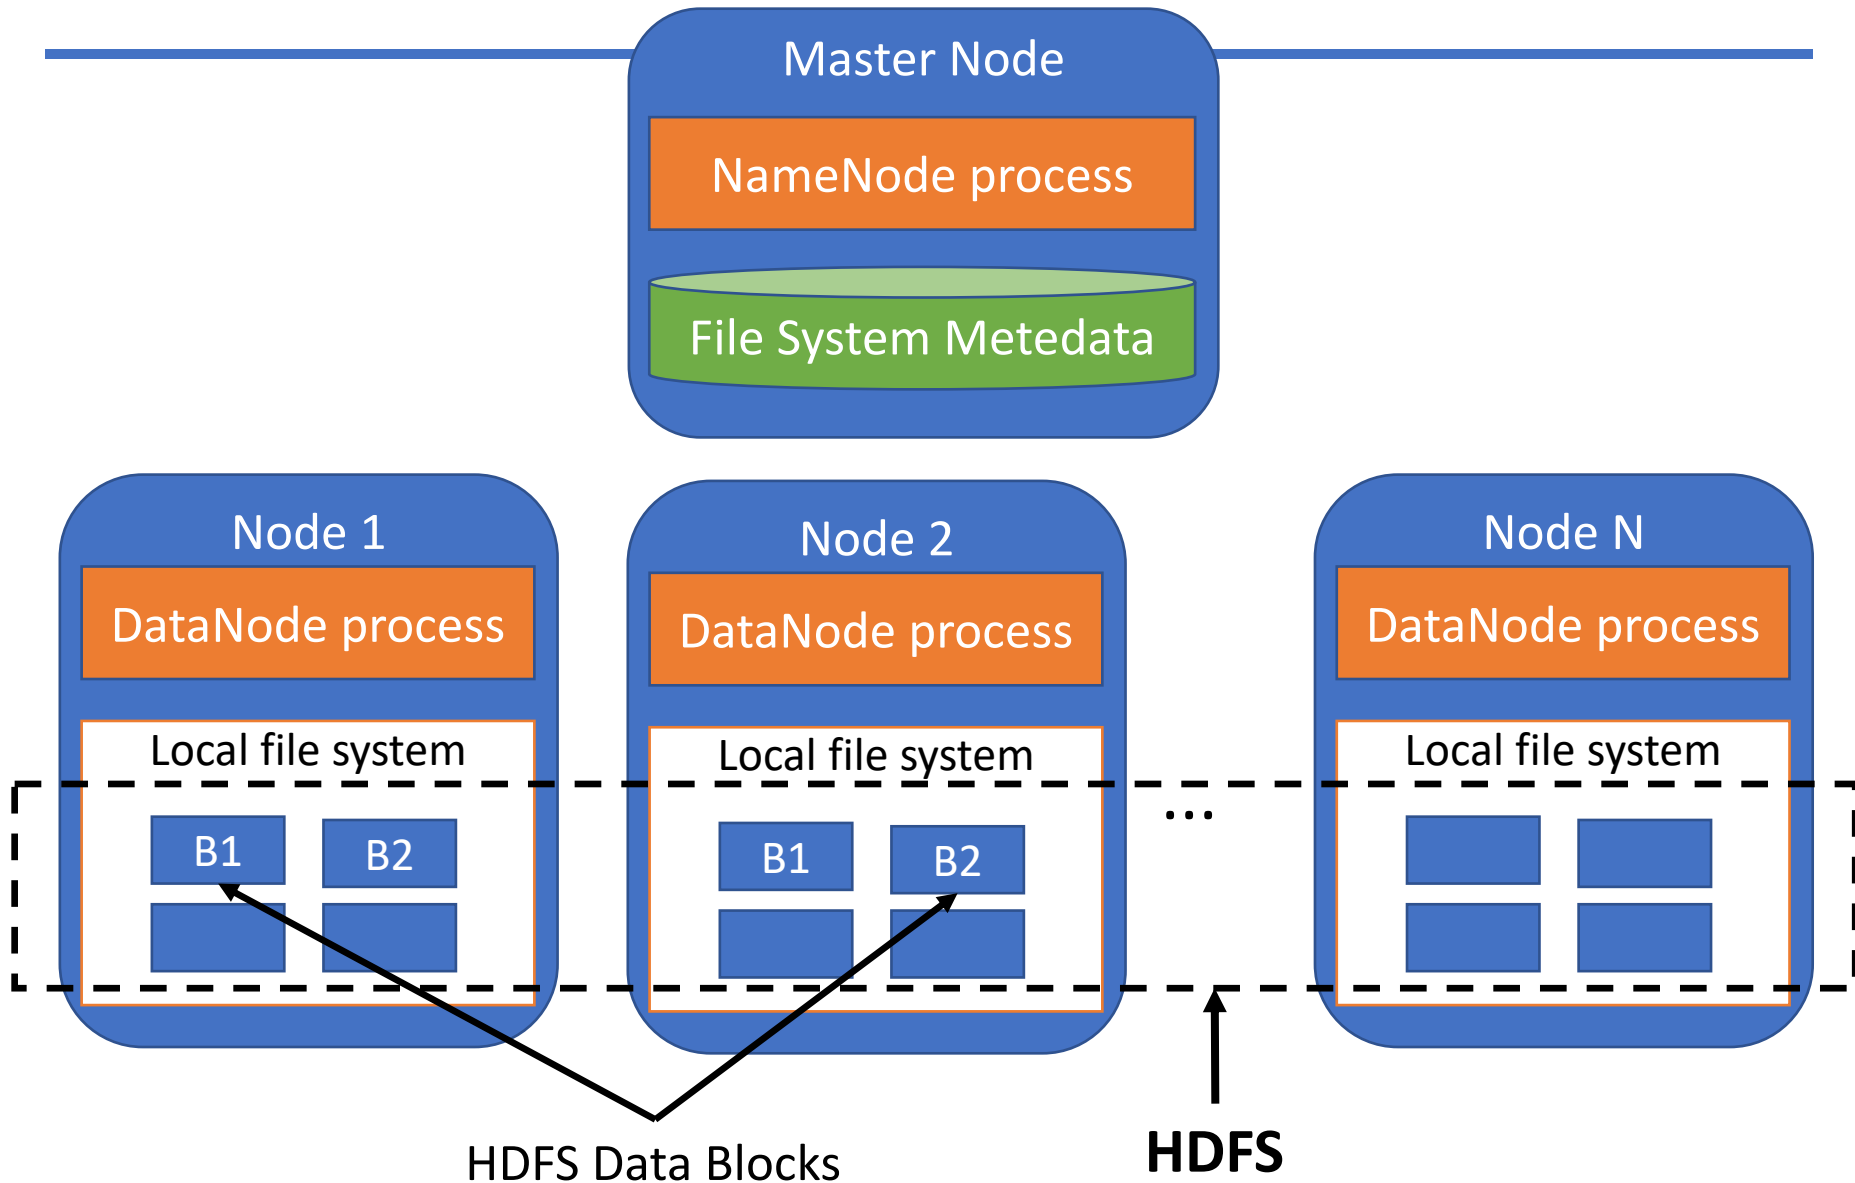 Master Node
NameNode process
File System Metedata
Node 1
DataNode process
Local file system
B1
B2
Node 2
DataNode process
Local file system
B1
B2
...
Node N
DataNode process
Local file system
HDFS Data Blocks
HDFS